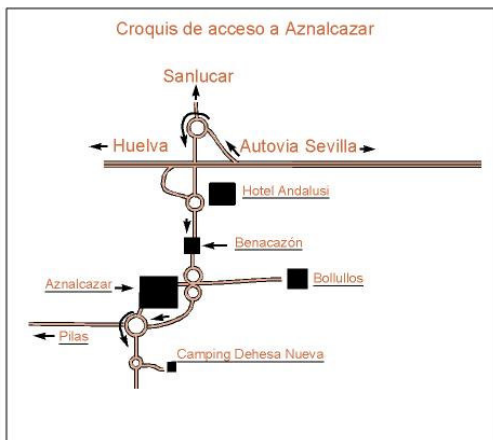 Croquis de acceso a Aznalcazar
Sanlucar
Huelva
Autovia Sevilla
Hotel Andalusi
Benacazón
Aznalcazar
Bollullos
Pilas
Camping Dehesa Nueva